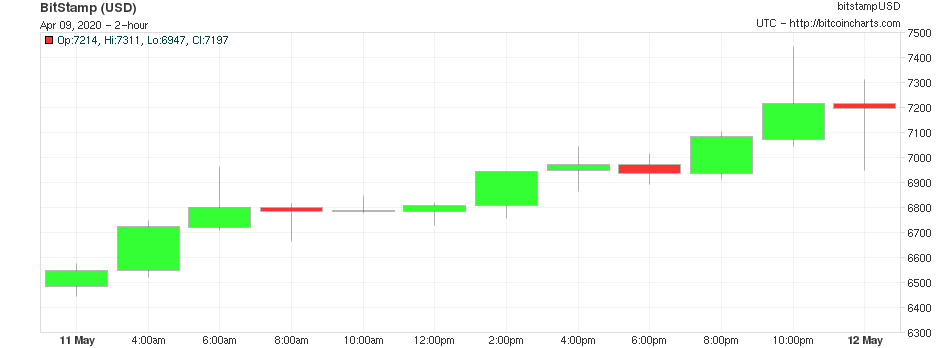 BitStamp (USD)
bitstampUSD
Apr 09, 2020 - 2-hour
UTC - http://bitcoincharts.com
Op:7214, Hi:7311, Lo:6947, Cl:7197
7500
7400
7300
7200
7100
7000
6900
6800
6700
6600
6500
6400
6300
11 May 4:00am 6:00am 8:00am 10:00am 12:00pm 2:00pm 4:00pm 6:00pm 8:00pm 10:00pm 12 May